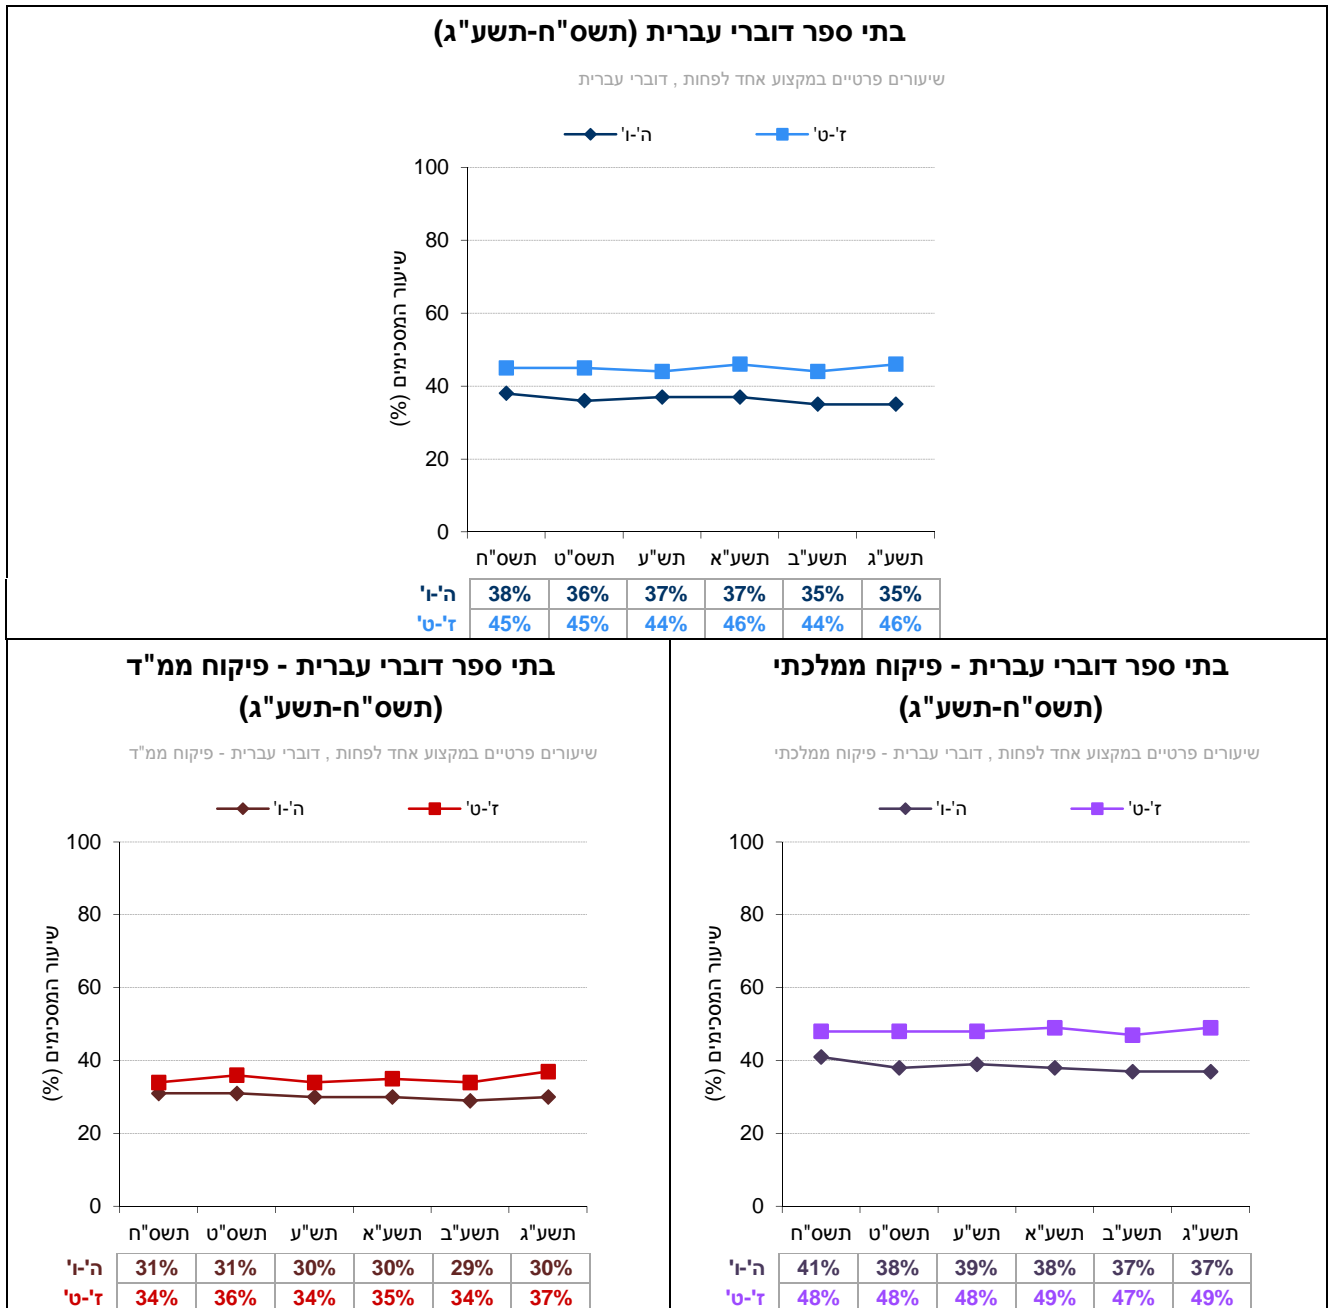 בתי ספר דוברי עברית (תשס"ח-תשע"ג)
שיעורים פרטיים במקצוע אחד לפחות , דוברי עברית
ה'-ו' ז'-ט'
שיעור המסכימים (%)
100
80
60
40
20
0
תשס"ח תשס"ט תש"ע תשע"א תשע"ב תשע"ג
ה'-ו' 38% 36% 37% 37% 35% 35%
ז'-ט' 45% 45% 44% 46% 44% 46%
בתי ספר דוברי עברית - פיקוח ממלכתי
(תשס"ח-תשע"ג)
שיעורים פרטיים במקצוע אחד לפחות , דוברי עברית - פיקוח ממלכתי
ה'-ו' ז'-ט'
שיעור המסכימים (%)
100
80
60
40
20
0
תשס"ח תשס"ט תש"ע תשע"א תשע"ב תשע"ג
ה'-ו' 41% 38% 39% 38% 37% 37%
ז'-ט' 48% 48% 48% 49% 47% 49%
בתי ספר דוברי עברית - פיקוח ממ"ד
(תשס"ח-תשע"ג)
שיעורים פרטיים במקצוע אחד לפחות , דוברי עברית - פיקוח ממ"ד
ה'-ו' ז'-ט'
שיעור המסכימים (%)
100
80
60
40
20
0
תשס"ח תשס"ט תש"ע תשע"א תשע"ב תשע"ג
ה'-ו' 31% 31% 30% 30% 29% 30%
ז'-ט' 34% 36% 34% 35% 34% 37%